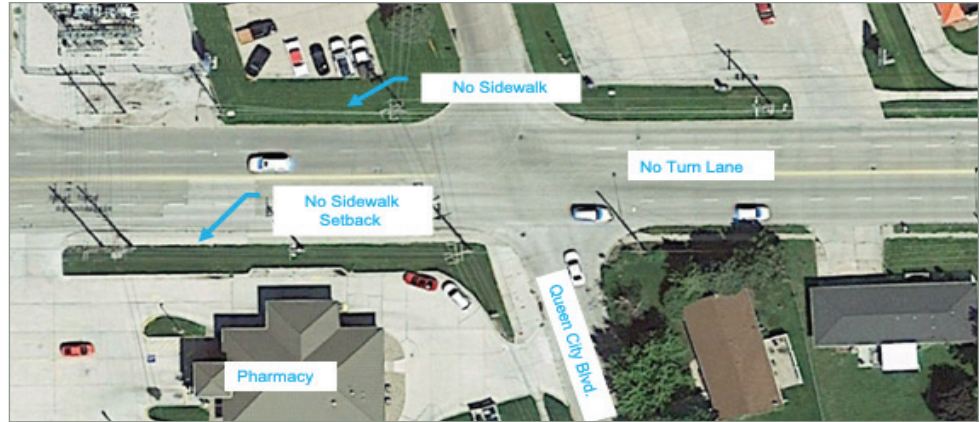 No Sidewalk
No Turn Lane
No Sidewalk
Setback
Queen City Blvd.
Pharmacy